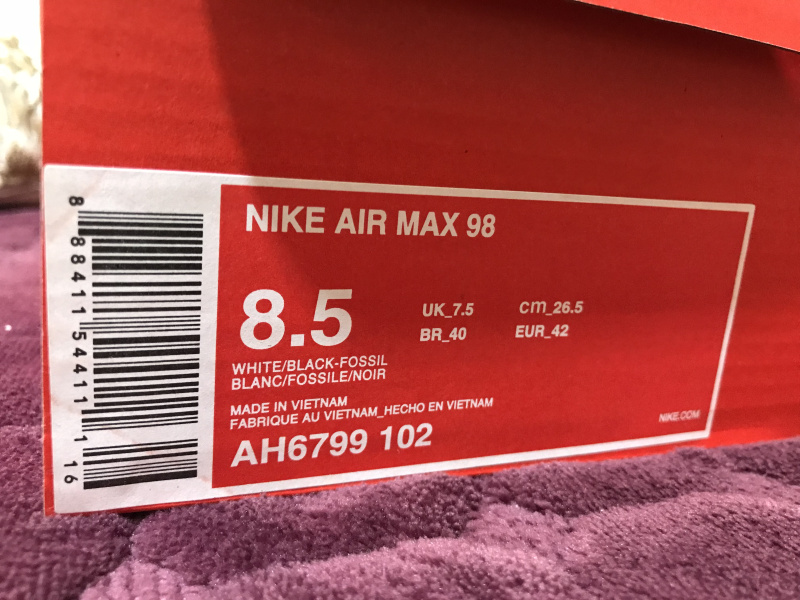 NIKE AIR MAX 98
8.5
UK_7.5 cm_26.5
BR_40 EUR_42
WHITE/BLACK-FOSSIL
BLANC/FOSSILE/NOIR
MADE IN VIETNAM
FABRIQUE AU VIETNAM_HECHO EN VIETNAM
AH6799 102
NIKE.COM
8 88411 54411 1 16